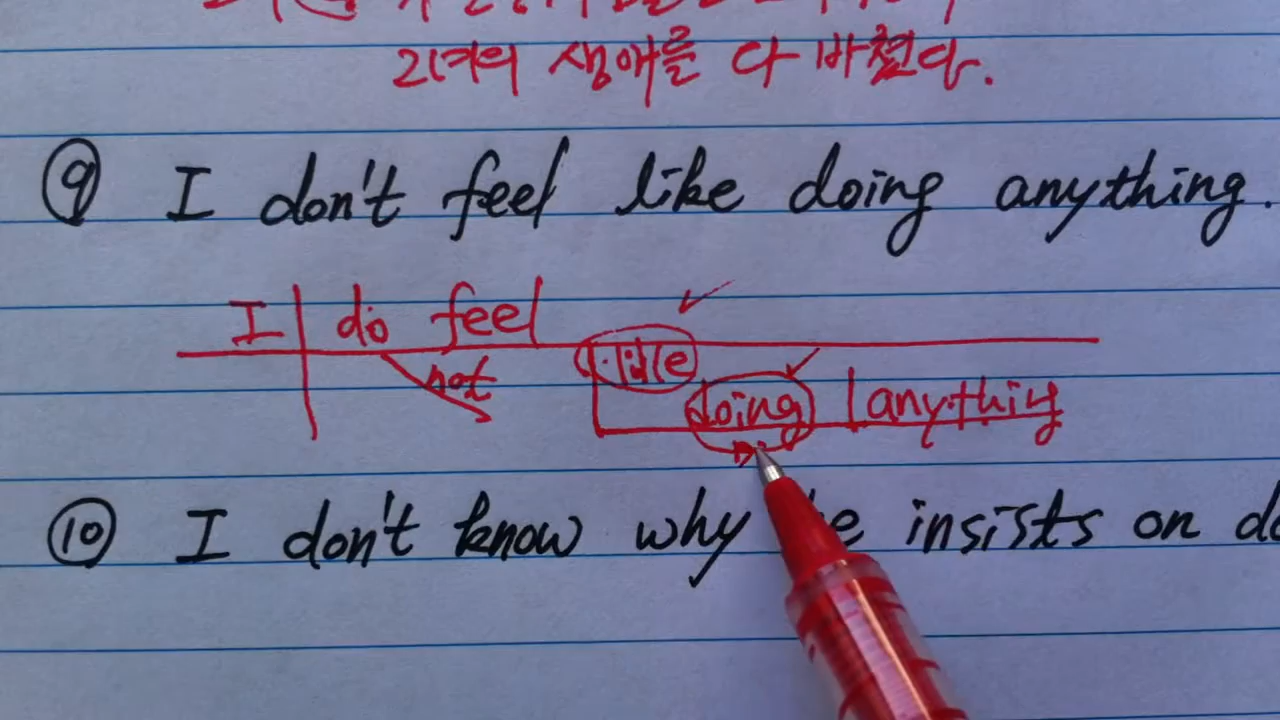 그녀의 생애를 다 바쳤다.
⑨ I don't feel like doing anything.
I do feel
not
like
doing anything
⑩ I don't know why insists on